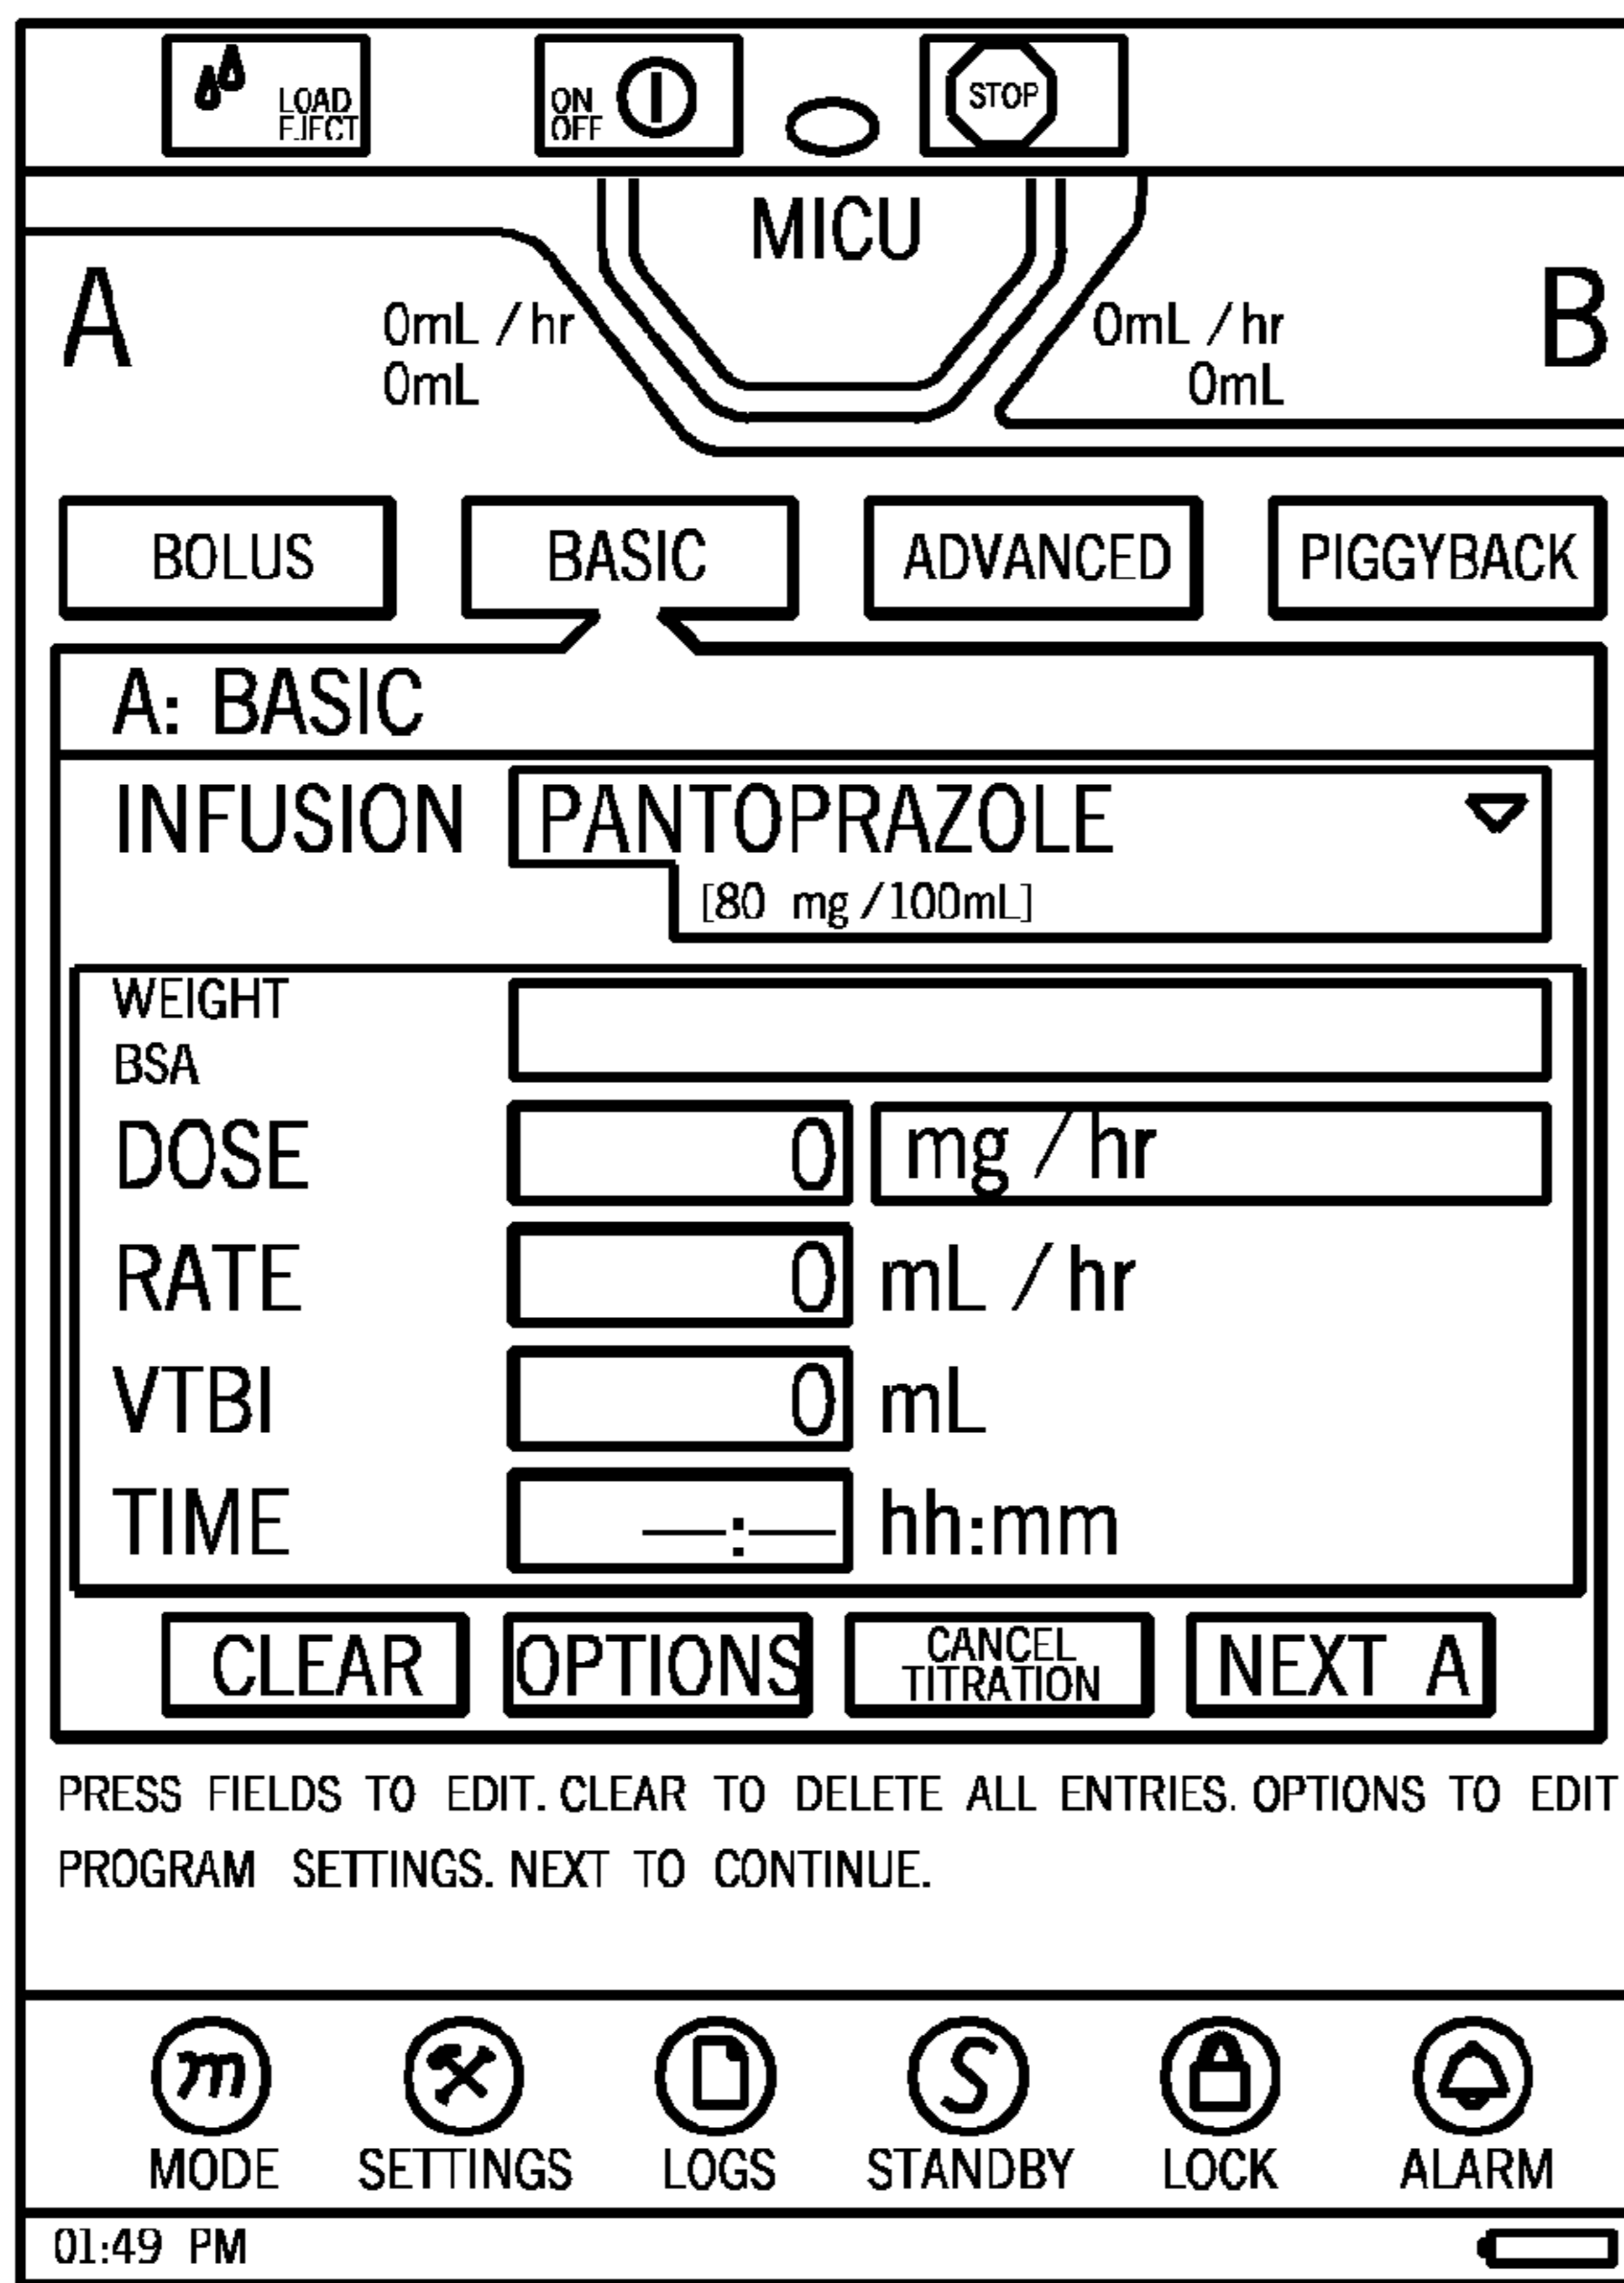 LOAD
EJECT
ON
OFF
STOP
MICU
A
0mL /hr
0mL
0mL /hr
0mL
B
BOLUS BASIC ADVANCED PIGGYBACK
A: BASIC
INFUSION PANTOPRAZOLE
[80 mg /100mL]
WEIGHT
BSA
DOSE 0 mg /hr
RATE 0 mL /hr
VTBI 0 mL
TIME —:— hh:mm
CLEAR OPTIONS CANCEL TITRATION NEXT A
PRESS FIELDS TO EDIT. CLEAR TO DELETE ALL ENTRIES. OPTIONS TO EDIT
PROGRAM SETTINGS. NEXT TO CONTINUE.
m S
MODE SETTINGS LOGS STANDBY LOCK ALARM
01:49 PM